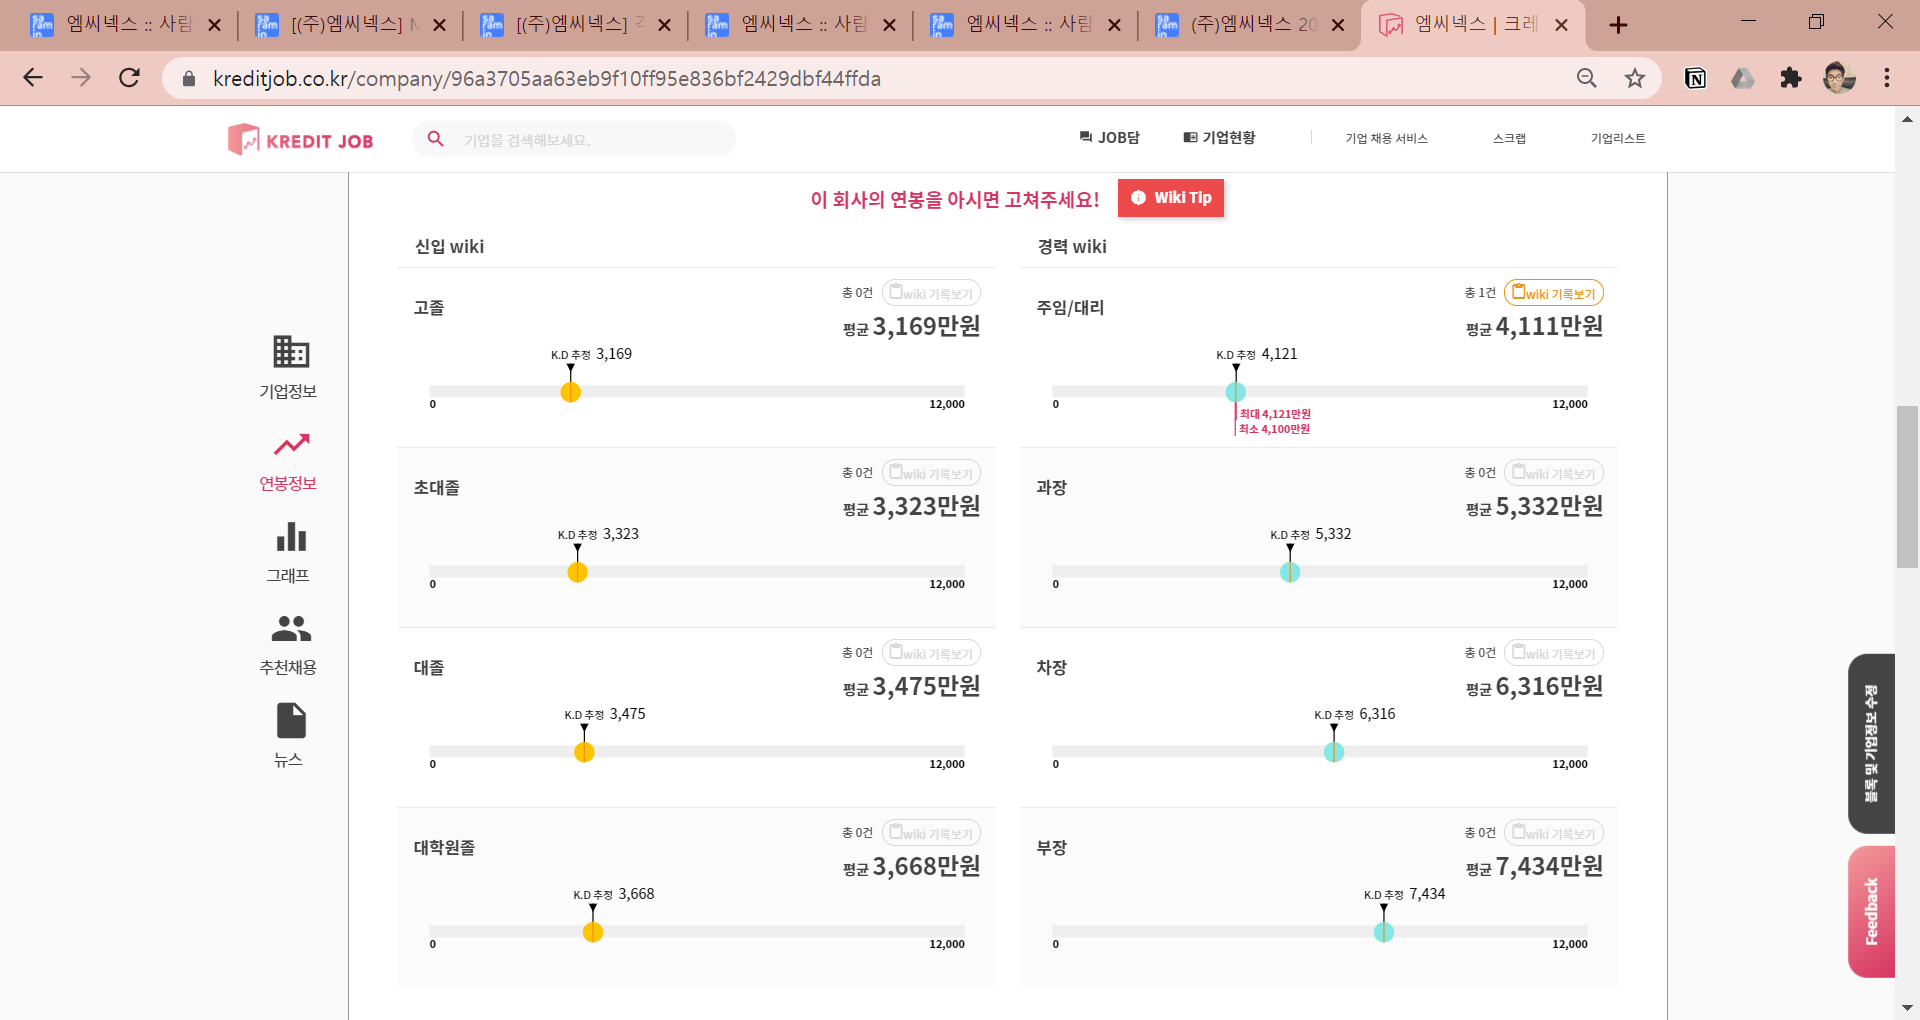 엠씨넥스 :: 사람
[(주)엠씨넥스] M
[(주)엠씨넥스] 각
엠씨넥스 :: 사람
엠씨넥스 :: 사람
(주)엠씨넥스 20
엠씨넥스 | 크레
kreditjob.co.kr/company/96a3705aa63eb9f10ff95e836bf2429dbf44ffda
KREDIT JOB
기업을 검색해보세요.
JOB담
기업현황
기업 채용 서비스
스크랩
기업리스트
이 회사의 연봉을 아시면 고쳐주세요!
Wiki Tip
기업정보
연봉정보
그래프
추천채용
뉴스
신입 wiki
고졸
총 0건 wiki 기록보기
평균 3,169만원
K.D 추정 3,169
0 12,000
초대졸
총 0건 wiki 기록보기
평균 3,323만원
K.D 추정 3,323
0 12,000
대졸
총 0건 wiki 기록보기
평균 3,475만원
K.D 추정 3,475
0 12,000
대학원졸
총 0건 wiki 기록보기
평균 3,668만원
K.D 추정 3,668
0 12,000
경력 wiki
주임/대리
총 1건 wiki 기록보기
평균 4,111만원
K.D 추정 4,121
0 12,000
최대 4,121만원
최소 4,100만원
과장
총 0건 wiki 기록보기
평균 5,332만원
K.D 추정 5,332
0 12,000
차장
총 0건 wiki 기록보기
평균 6,316만원
K.D 추정 6,316
0 12,000
부장
총 0건 wiki 기록보기
평균 7,434만원
K.D 추정 7,434
0 12,000
및 기업정보 수정
Feedback